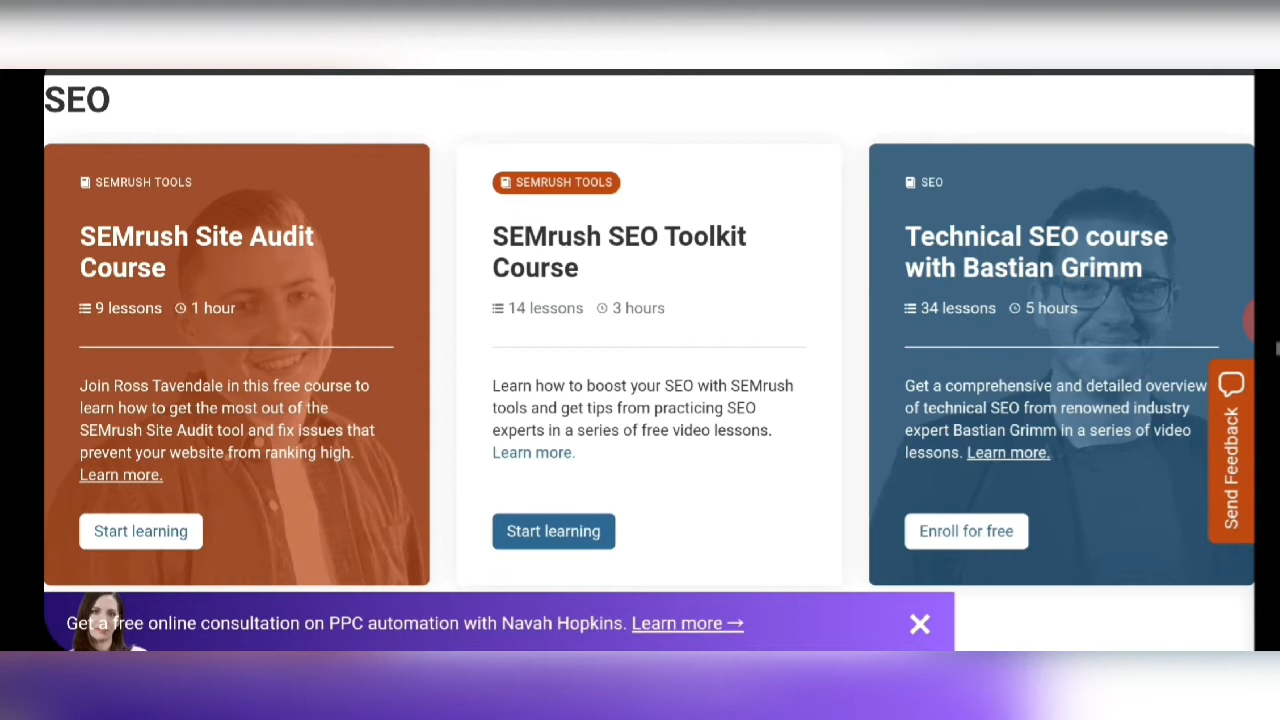 SEO
SEMRUSH TOOLS
SEMrush Site Audit
Course
9 lessons 1 hour
Join Ross Tavendale in this free course to
learn how to get the most out of the
SEMrush Site Audit tool and fix issues that
prevent your website from ranking high.
Learn more.
Start learning
SEMRUSH TOOLS
SEMrush SEO Toolkit
Course
14 lessons 3 hours
Learn how to boost your SEO with SEMrush
tools and get tips from practicing SEO
experts in a series of free video lessons.
Learn more.
Start learning
SEO
Technical SEO course
with Bastian Grimm
34 lessons 5 hours
Get a comprehensive and detailed overview
of technical SEO from renowned industry
expert Bastian Grimm in a series of video
lessons. Learn more.
Enroll for free
Send Feedback
Get a free online consultation on PPC automation with Navah Hopkins. Learn more →